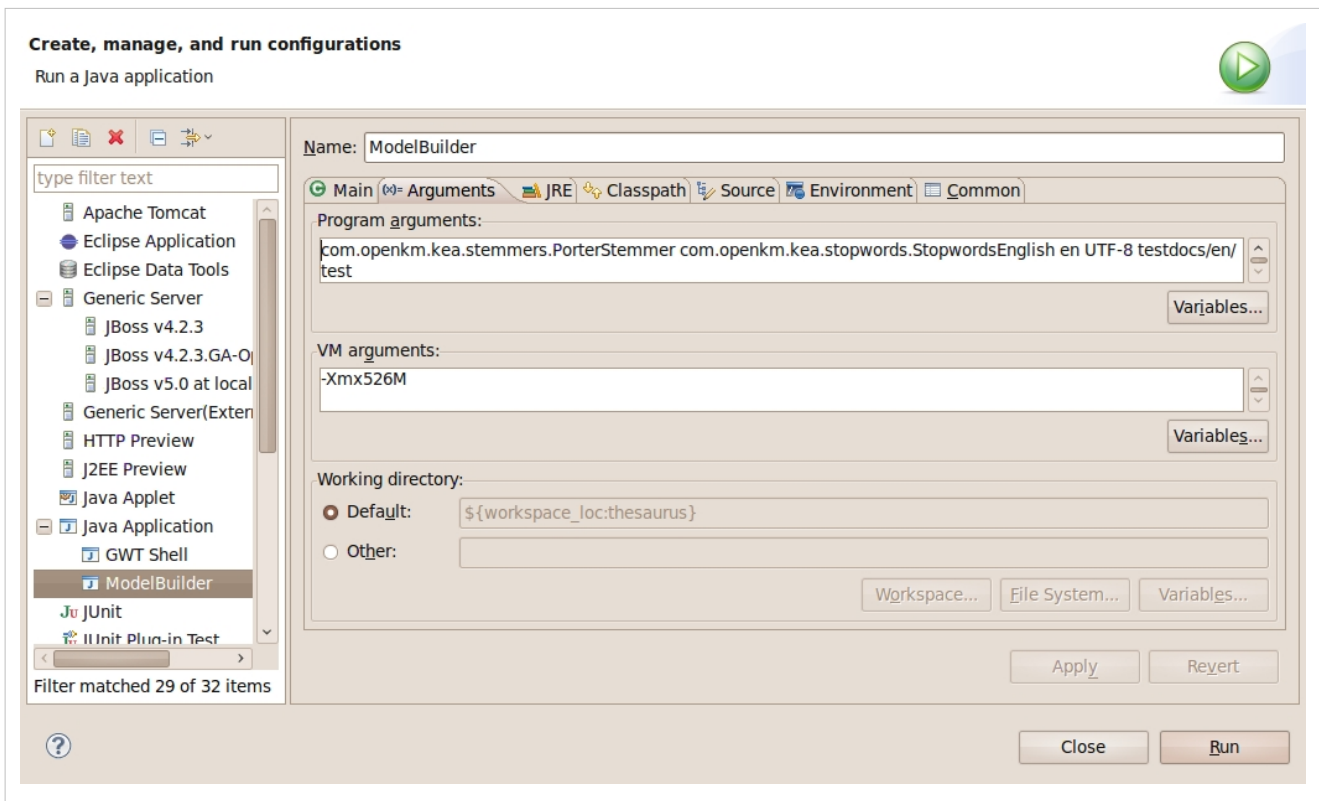 Create, manage, and run configurations
Run a Java application
type filter text
Apache Tomcat
Eclipse Application
Eclipse Data Tools
Generic Server
JBoss v4.2.3
JBoss v4.2.3.GA-O
JBoss v5.0 at local
Generic Server(Extern
HTTP Preview
J2EE Preview
Java Applet
Java Application
GWT Shell
ModelBuilder
JUnit
JUnit Plug-in Test
Filter matched 29 of 32 items
Name: ModelBuilder
Main (x)= Arguments JRE Classpath Source Environment Common
Program arguments:
com.openkm.kea.stemmers.PorterStemmer com.openkm.kea.stopwords.StopwordsEnglish en UTF-8 testdocs/en/
test
Variables...
VM arguments:
-Xmx526M
Variables...
Working directory:
Default: ${workspace_loc:thesaurus}
Other:
Workspace... File System... Variables...
Apply Revert
Close Run